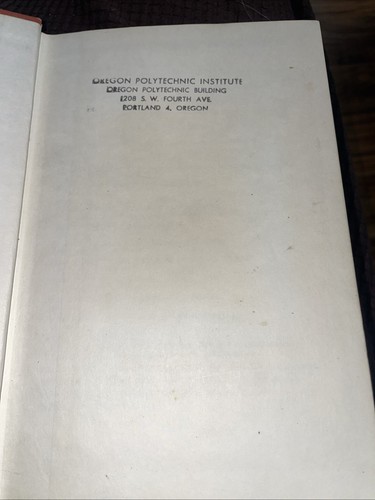 OREGON POLYTECHNIC INSTITUTE
OREGON POLYTECHNIC BUILDING
1208 S. W. FOURTH AVE.
PORTLAND 4, OREGON